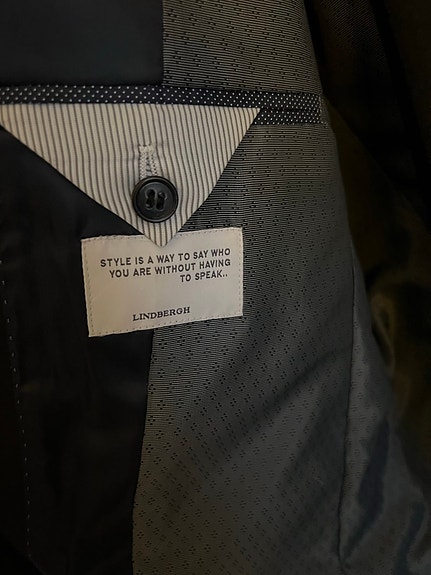 STYLE IS A WAY TO SAY WHO
YOU ARE WITHOUT HAVING
TO SPEAK..
LINDBERGH